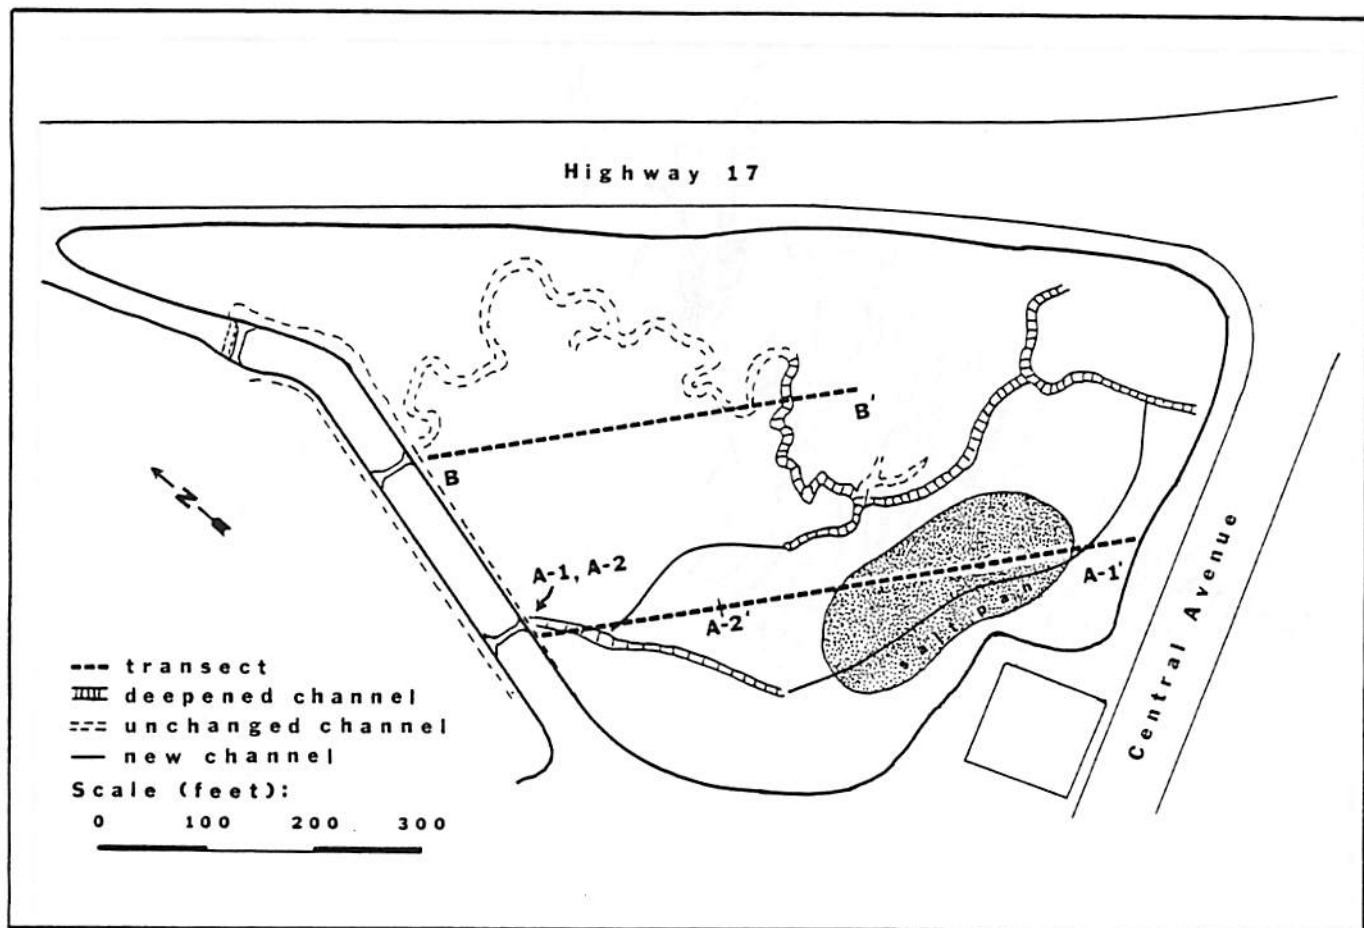 Highway 17
N
B
B'
A-1, A-2
A-2'
A-1'
salt pan
Central Avenue
transect
deepened channel
unchanged channel
new channel
Scale (feet):
0 100 200 300